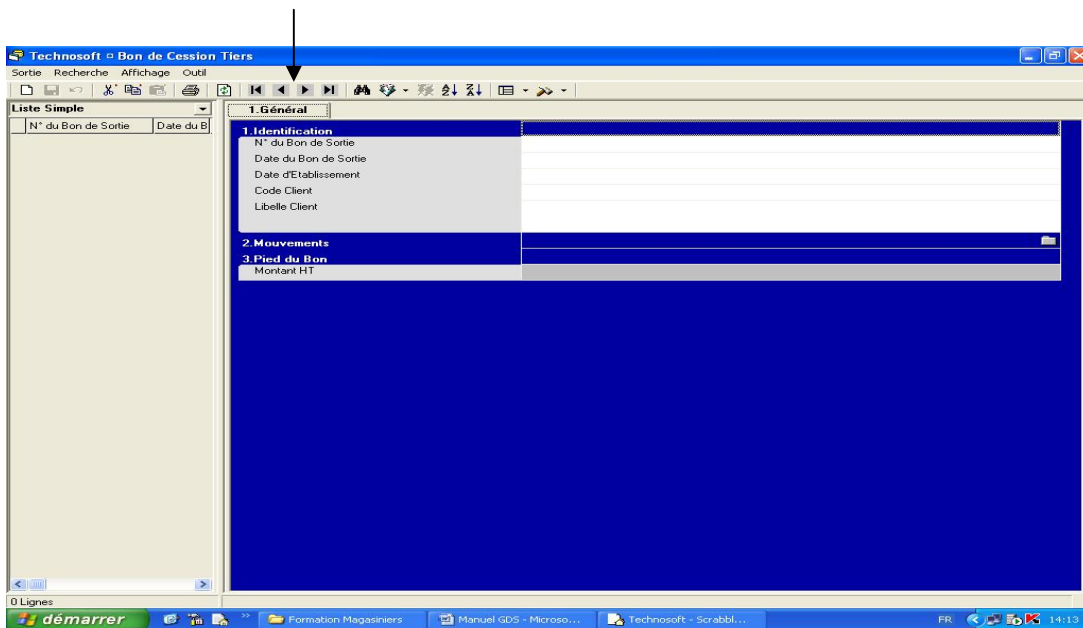 Technosoft ¤ Bon de Cession Tiers
Sortie Recherche Affichage Outil
Liste Simple
1.Général
N° du Bon de Sortie Date du B
1.Identification
N° du Bon de Sortie
Date du Bon de Sortie
Date d'Etablissement
Code Client
Libelle Client
2.Mouvements
3.Pied du Bon
Montant HT
0 Lignes
démarrer Formation Magasiniers Manuel GDS - Microso... Technosoft - Scrabbl... FR 14:13